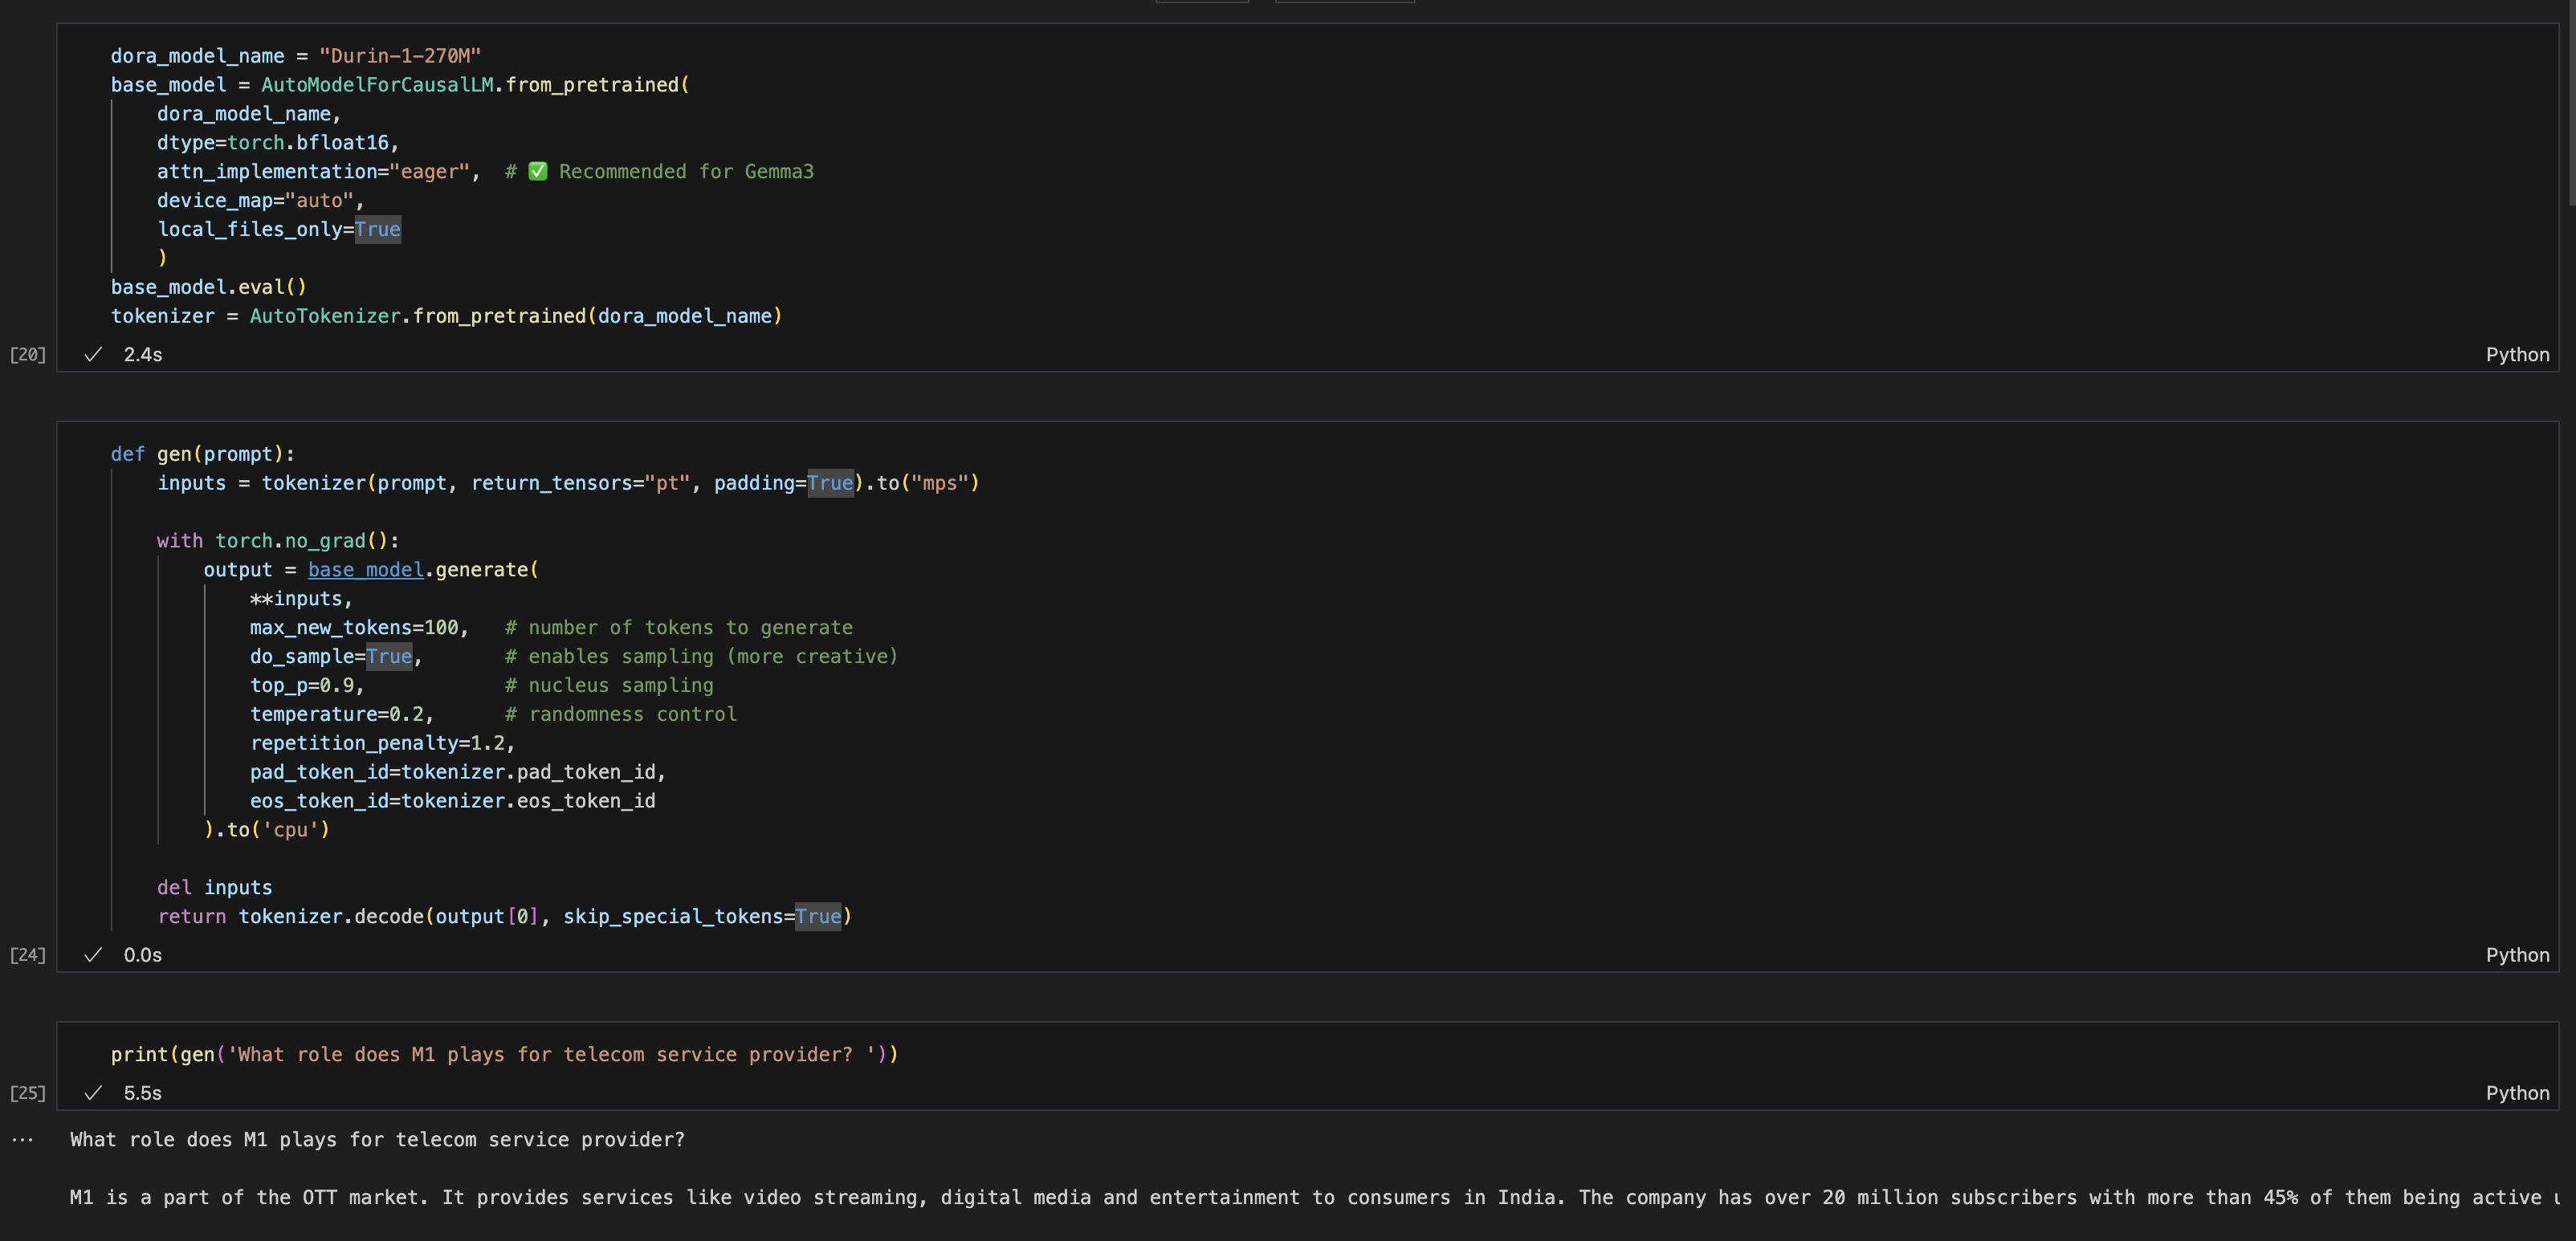 dora_model_name = "Durin-1-270M"
base_model = AutoModelForCausalLM.from_pretrained(
    dora_model_name,
    dtype=torch.bfloat16,
    attn_implementation="eager",  # ✅ Recommended for Gemma3
    device_map="auto",
    local_files_only=True
    )
base_model.eval()
tokenizer = AutoTokenizer.from_pretrained(dora_model_name)
[20] ✓ 2.4s Python
def gen(prompt):
    inputs = tokenizer(prompt, return_tensors="pt", padding=True).to("mps")
    with torch.no_grad():
        output = base_model.generate(
            **inputs,
            max_new_tokens=100,   # number of tokens to generate
            do_sample=True,       # enables sampling (more creative)
            top_p=0.9,            # nucleus sampling
            temperature=0.2,      # randomness control
            repetition_penalty=1.2,
            pad_token_id=tokenizer.pad_token_id,
            eos_token_id=tokenizer.eos_token_id
        ).to('cpu')
    del inputs
    return tokenizer.decode(output[0], skip_special_tokens=True)
[24] ✓ 0.0s Python
print(gen('What role does M1 plays for telecom service provider? '))
[25] ✓ 5.5s Python
... What role does M1 plays for telecom service provider?
M1 is a part of the OTT market. It provides services like video streaming, digital media and entertainment to consumers in India. The company has over 20 million subscribers with more than 45% of them being active